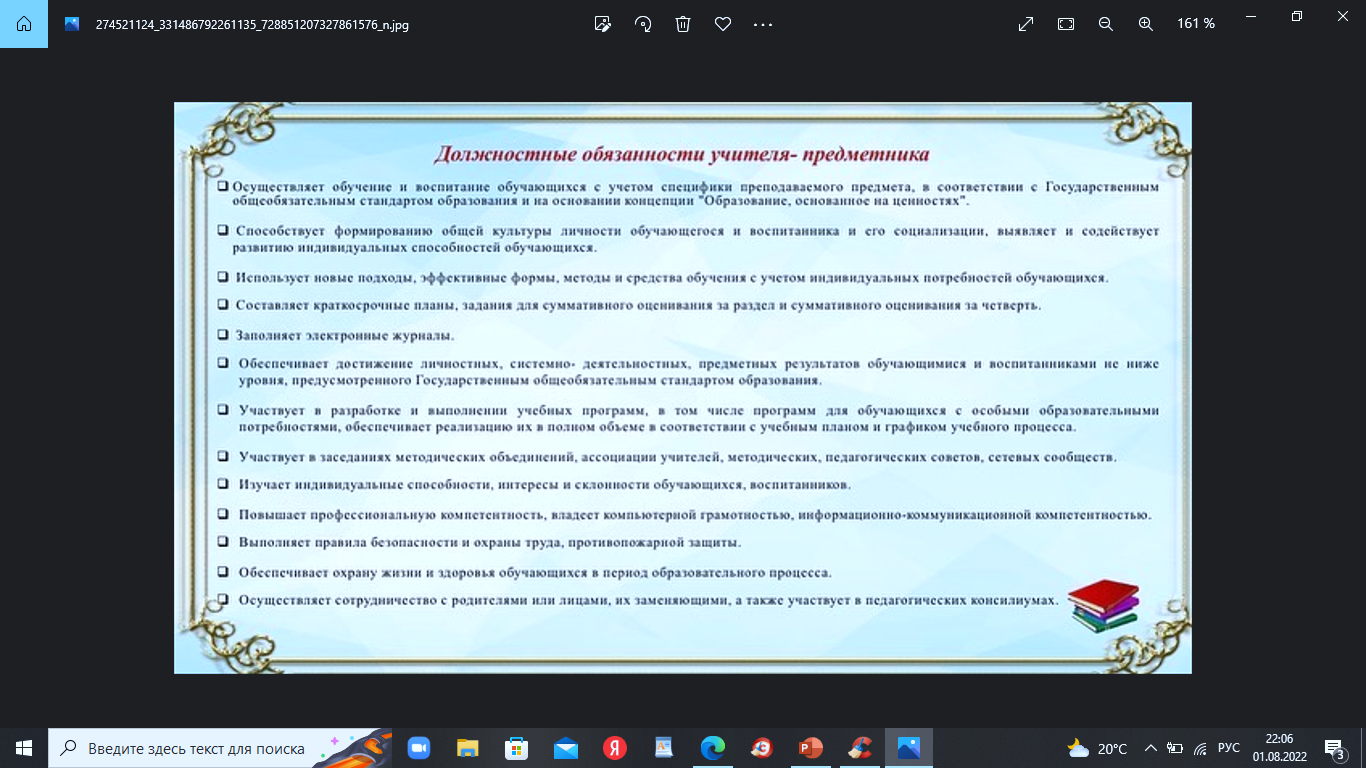 274521124_331486792261135_728851207327861576_n.jpg
161 %
Должностные обязанности учителя- предметника
Осуществляет обучение и воспитание обучающихся с учетом специфики преподаваемого предмета, в соответствии с Государственным
общеобязательным стандартом образования и на основании концепции "Образование, основанное на ценностях".
Способствует формированию общей культуры личности обучающегося и воспитанника и его социализации, выявляет и содействует
развитию индивидуальных способностей обучающихся.
Использует новые подходы, эффективные формы, методы и средства обучения с учетом индивидуальных потребностей обучающихся.
Составляет краткосрочные планы, задания для суммативного оценивания за раздел и суммативного оценивания за четверть.
Заполняет электронные журналы.
Обеспечивает достижение личностных, системно- деятельностных, предметных результатов обучающимися и воспитанниками не ниже
уровня, предусмотренного Государственным общеобязательным стандартом образования.
Участвует в разработке и выполнении учебных программ, в том числе программ для обучающихся с особыми образовательными
потребностями, обеспечивает реализацию их в полном объеме в соответствии с учебным планом и графиком учебного процесса.
Участвует в заседаниях методических объединений, ассоциации учителей, методических, педагогических советов, сетевых сообществ.
Изучает индивидуальные способности, интересы и склонности обучающихся, воспитанников.
Повышает профессиональную компетентность, владеет компьютерной грамотностью, информационно-коммуникационной компетентностью.
Выполняет правила безопасности и охраны труда, противопожарной защиты.
Обеспечивает охрану жизни и здоровья обучающихся в период образовательного процесса.
Осуществляет сотрудничество с родителями или лицами, их заменяющими, а также участвует в педагогических консилиумах.
Введите здесь текст для поиска
20°C
РУС
22:06
01.08.2022
3